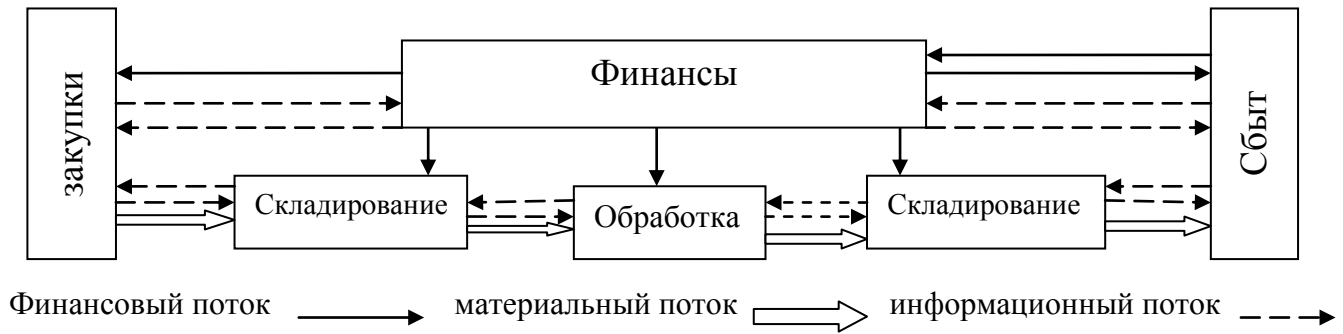 закупки
Финансы
Сбыт
Складирование
Обработка
Складирование
Финансовый поток материальный поток информационный поток